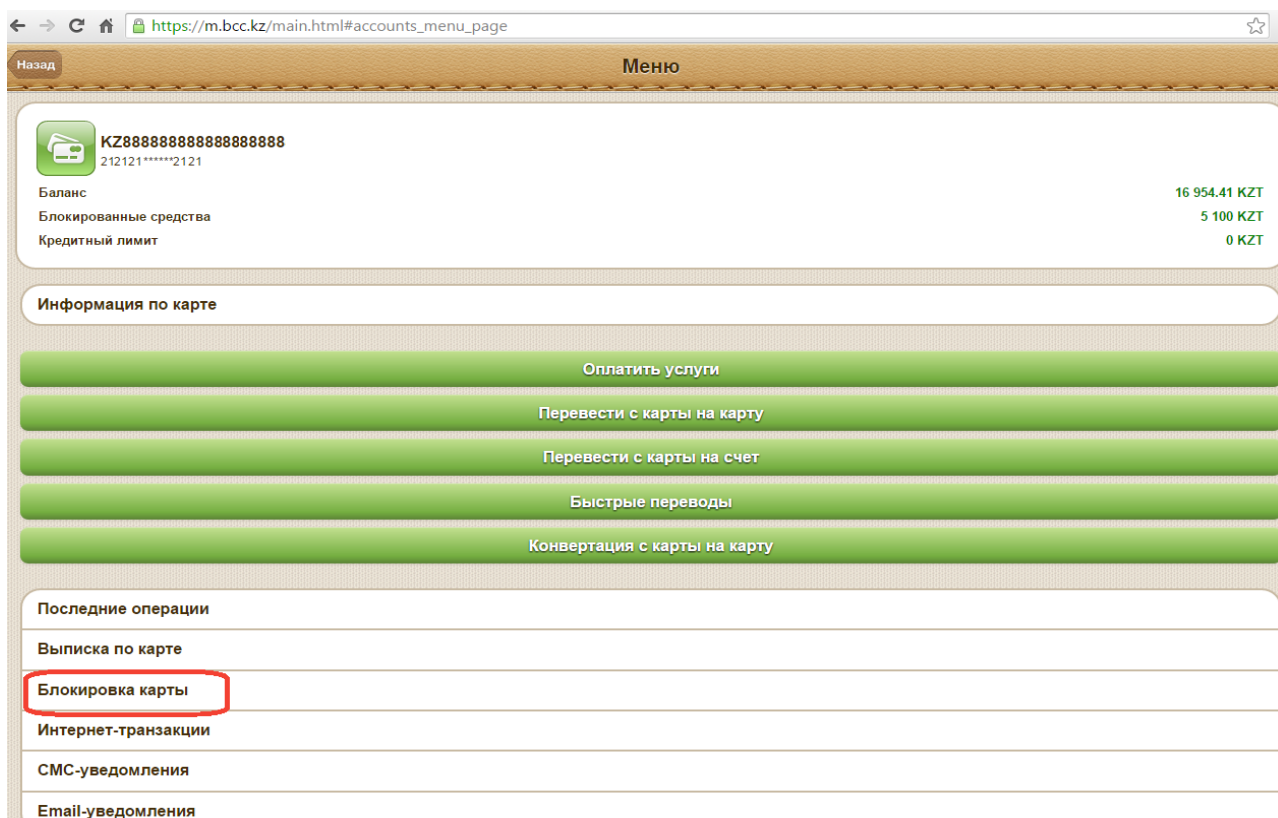 https://m.bcc.kz/main.html#accounts_menu_page
Назад
Меню
KZ888888888888888888
212121******2121
Баланс 16 954.41 KZT
Блокированные средства 5 100 KZT
Кредитный лимит 0 KZT
Информация по карте
Оплатить услуги
Перевести с карты на карту
Перевести с карты на счет
Быстрые переводы
Конвертация с карты на карту
Последние операции
Выписка по карте
Блокировка карты
Интернет-транзакции
СМС-уведомления
Email-уведомления